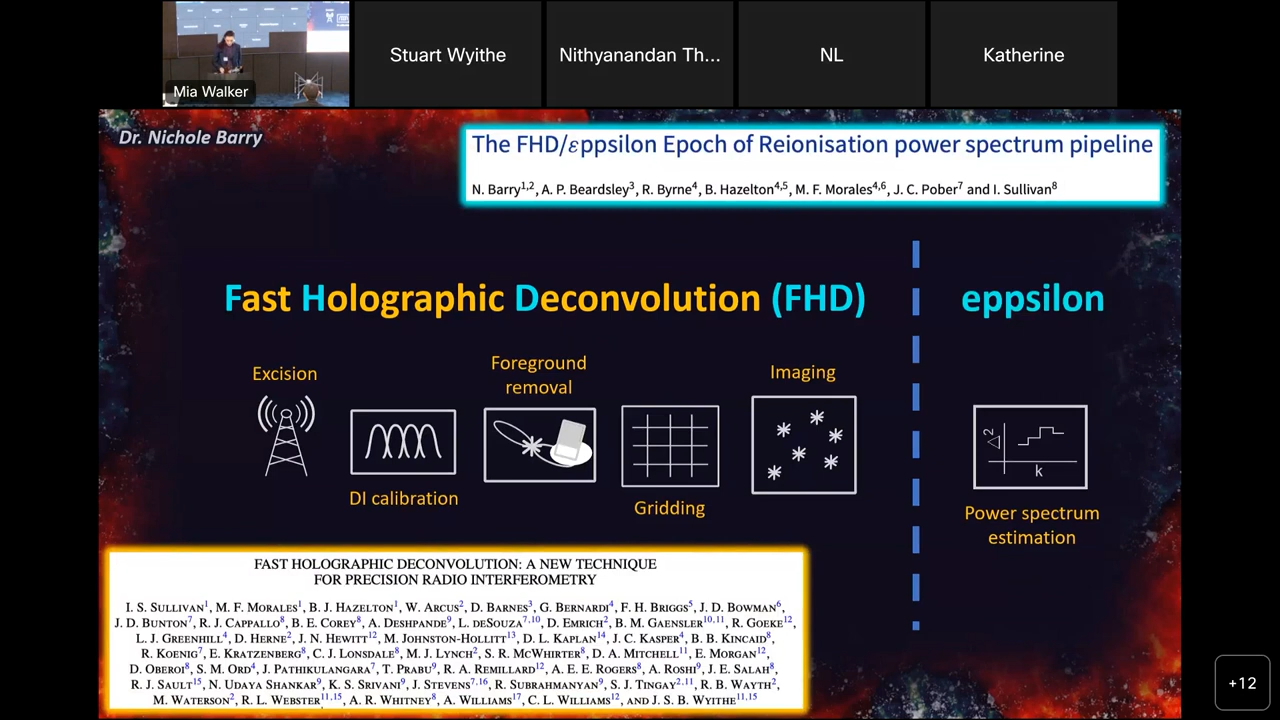 Mia Walker
Stuart Wyithe
Nithyanandan Th...
NL
Katherine
Dr. Nichole Barry
The FHD/εppsilon Epoch of Reionisation power spectrum pipeline
N. Barry1,2, A. P. Beardsley3, R. Byrne4, B. Hazelton4,5, M. F. Morales4,6, J. C. Pober7 and I. Sullivan8
Fast Holographic Deconvolution (FHD)
eppsilon
Excision
DI calibration
Foreground
removal
Gridding
Imaging
Δ2
k
Power spectrum
estimation
FAST HOLOGRAPHIC DECONVOLUTION: A NEW TECHNIQUE
FOR PRECISION RADIO INTERFEROMETRY
I. S. SULLIVAN1, M. F. MORALES1, B. J. HAZELTON1, W. ARCUS2, D. BARNES3, G. BERNARDI4, F. H. BRIGGS5, J. D. BOWMAN6,
J. D. BUNTON7, R. J. CAPPALLO8, B. E. COREY8, A. DESHPANDE9, L. DESOUZA7,10, D. EMRICH2, B. M. GAENSLER10,11, R. GOEKE12,
L. J. GREENHILL4, D. HERNE2, J. N. HEWITT12, M. JOHNSTON-HOLLITT13, D. L. KAPLAN14, J. C. KASPER4, B. B. KINCAID8,
R. KOENIG7, E. KRATZENBERG8, C. J. LONSDALE8, M. J. LYNCH2, S. R. MCWHIRTER8, D. A. MITCHELL11, E. MORGAN12,
D. OBEROI8, S. M. ORD4, J. PATHIKULANGARA7, T. PRABU9, R. A. REMILLARD12, A. E. E. ROGERS8, A. ROSHI9, J. E. SALAH8,
R. J. SAULT15, N. UDAYA SHANKAR9, K. S. SRIVANI9, J. STEVENS7,16, R. SUBRAHMANYAN9, S. J. TINGAY2,11, R. B. WAYTH2,
M. WATERSON2, R. L. WEBSTER11,15, A. R. WHITNEY8, A. WILLIAMS17, C. L. WILLIAMS12, AND J. S. B. WYITHE11,15
+12